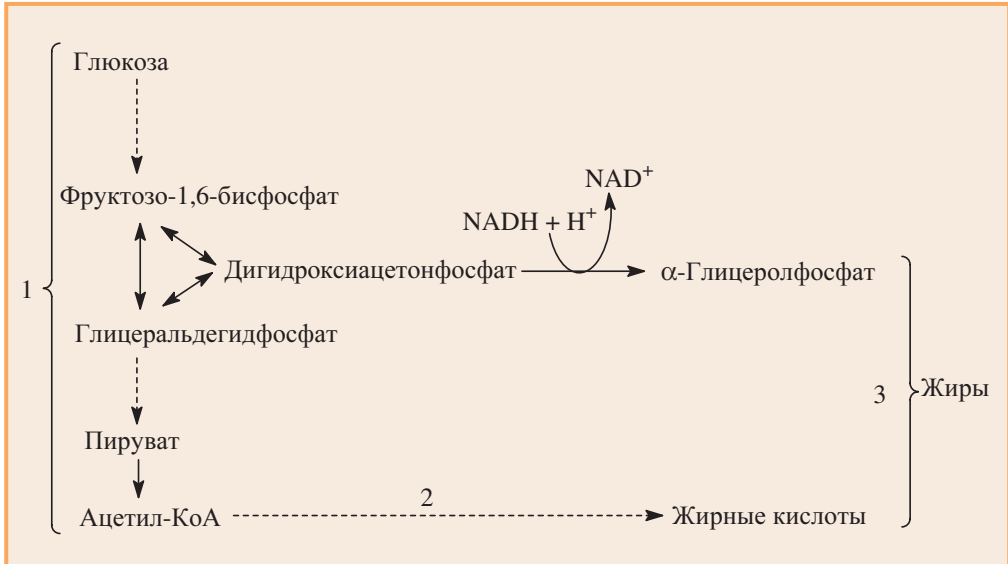 Глюкоза
NAD⁺
Фруктозо-1,6-бисфосфат
NADH + H⁺
Дигидроксиацетонфосфат
α-Глицеролфосфат
1
Глицеральдегидфосфат
3
Жиры
Пируват
2
Ацетил-КоА
Жирные кислоты